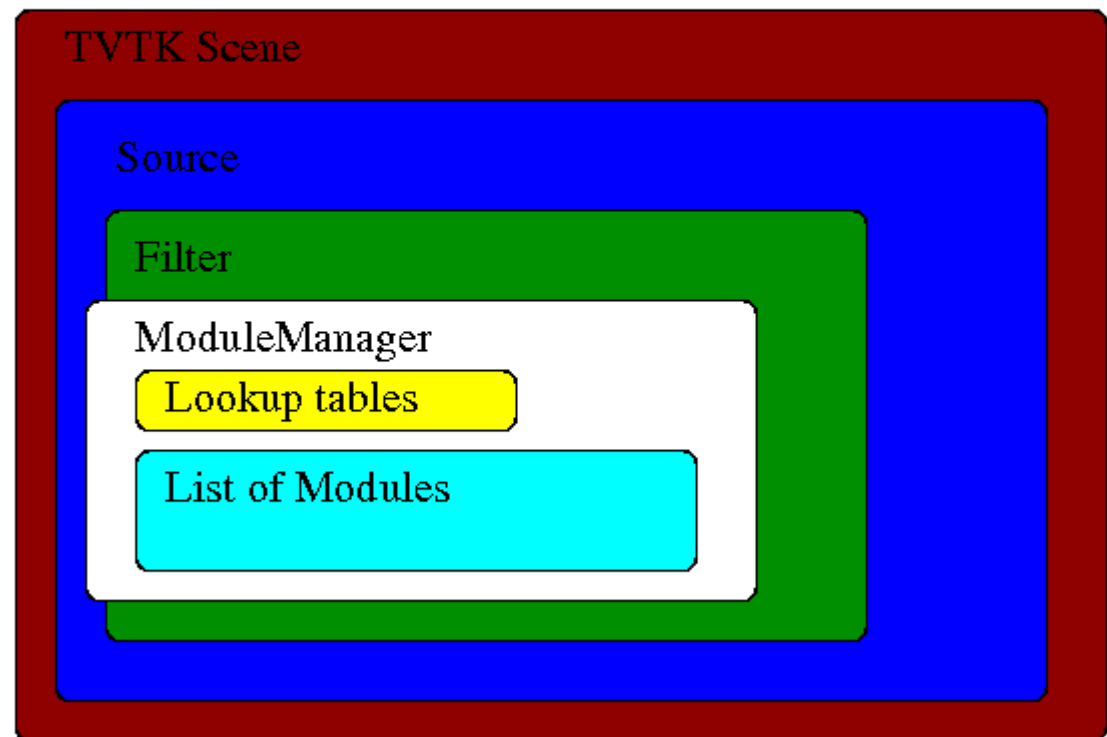 TVTK Scene
Source
Filter
ModuleManager
Lookup tables
List of Modules